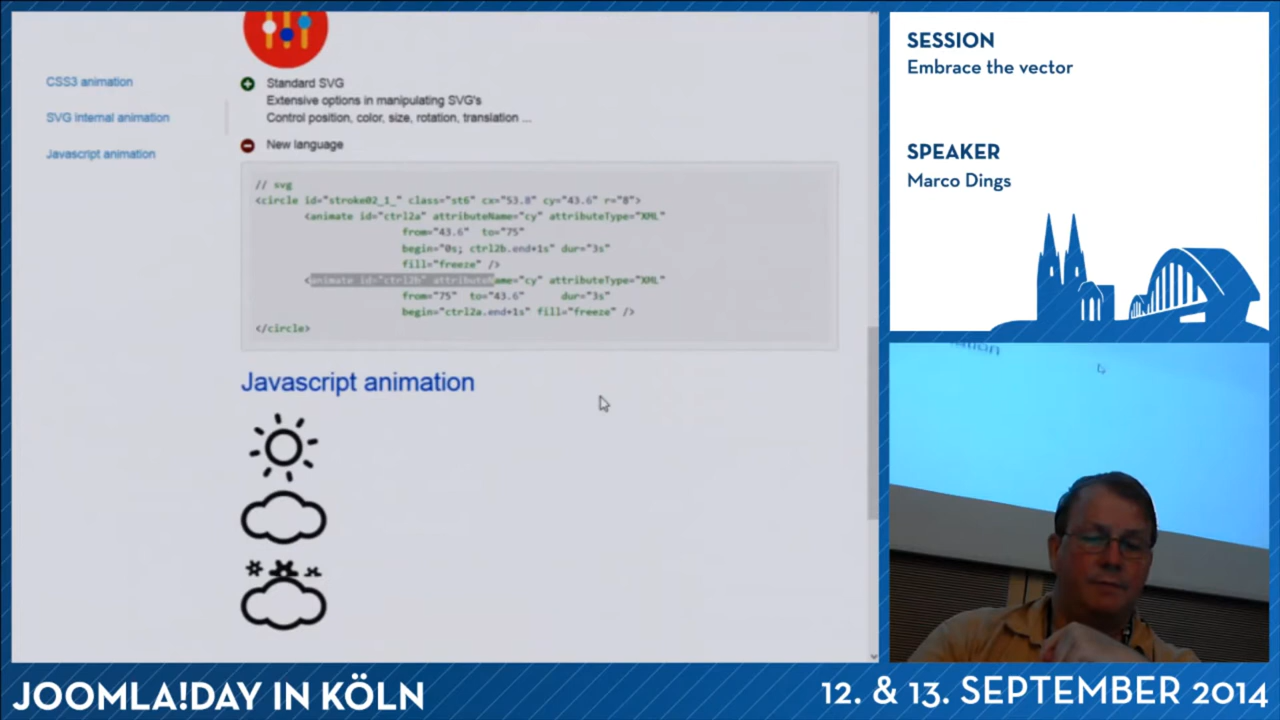 CSS3 animation
SVG internal animation
Javascript animation
Standard SVG
Extensive options in manipulating SVG's
Control position, color, size, rotation, translation ...
New language
// svg
<circle id="stroke02_1_" class="st6" cx="53.8" cy="43.6" r="8">
<animate id="ctrl2a" attributeName="cy" attributeType="XML"
from="43.6" to="75"
begin="0s; ctrl2b.end+1s" dur="3s"
fill="freeze" />
<animate id="ctrl2b" attributeName="cy" attributeType="XML"
from="75" to="43.6" dur="3s"
begin="ctrl2a.end+1s" fill="freeze" />
</circle>
Javascript animation
SESSION
Embrace the vector
SPEAKER
Marco Dings
JOOMLA!DAY IN KÖLN
12. & 13. SEPTEMBER 2014